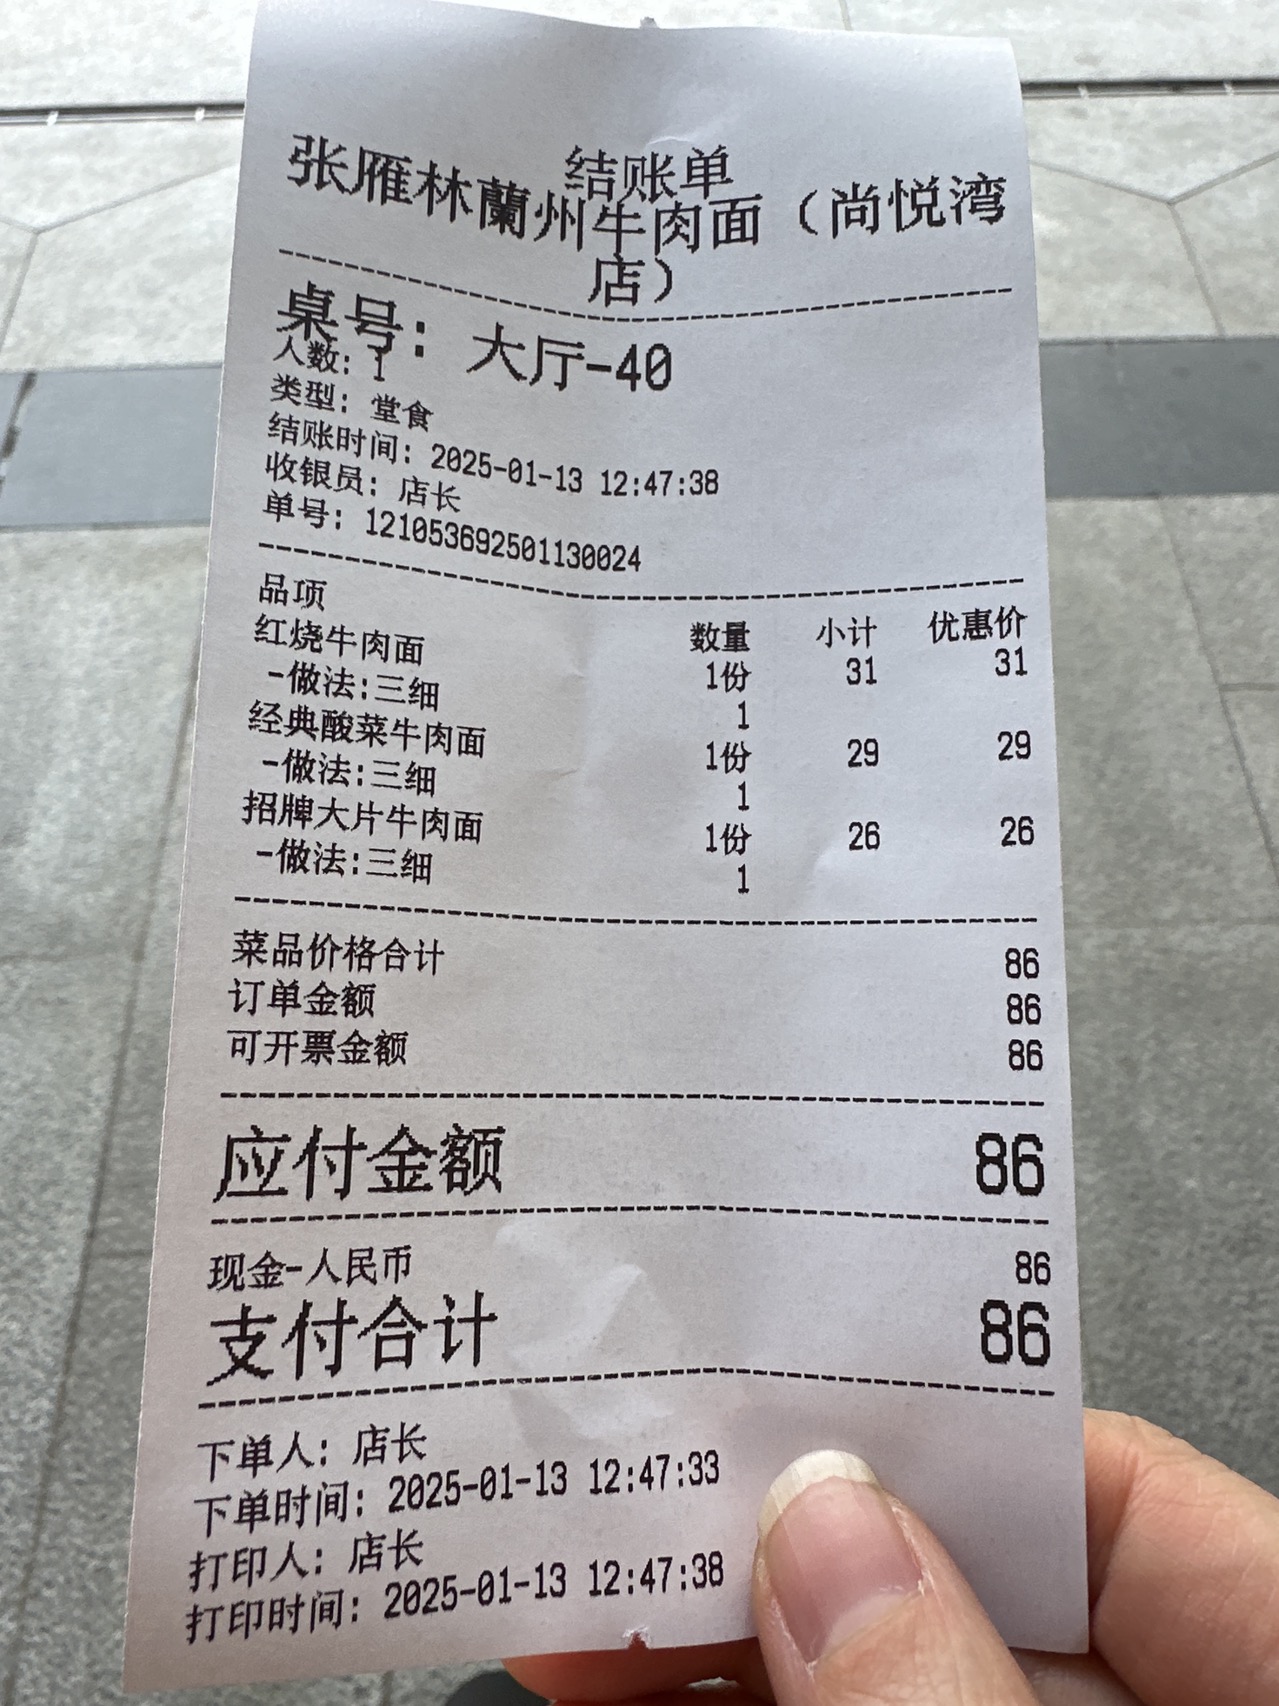 结账单
张雁林蘭州牛肉面（尚悦湾
店）
桌号：大厅-40
人数：1
类型：堂食
结账时间：2025-01-13 12:47:38
收银员：店长
单号：1210536925011​30024
品项 数量 小计 优惠价
红烧牛肉面 1份 31 31
-做法:三细 1
经典酸菜牛肉面 1份 29 29
-做法:三细 1
招牌大片牛肉面 1份 26 26
-做法:三细 1
菜品价格合计 86
订单金额 86
可开票金额 86
应付金额 86
现金-人民币 86
支付合计 86
下单人：店长
下单时间：2025-01-13 12:47:33
打印人：店长
打印时间：2025-01-13 12:47:38